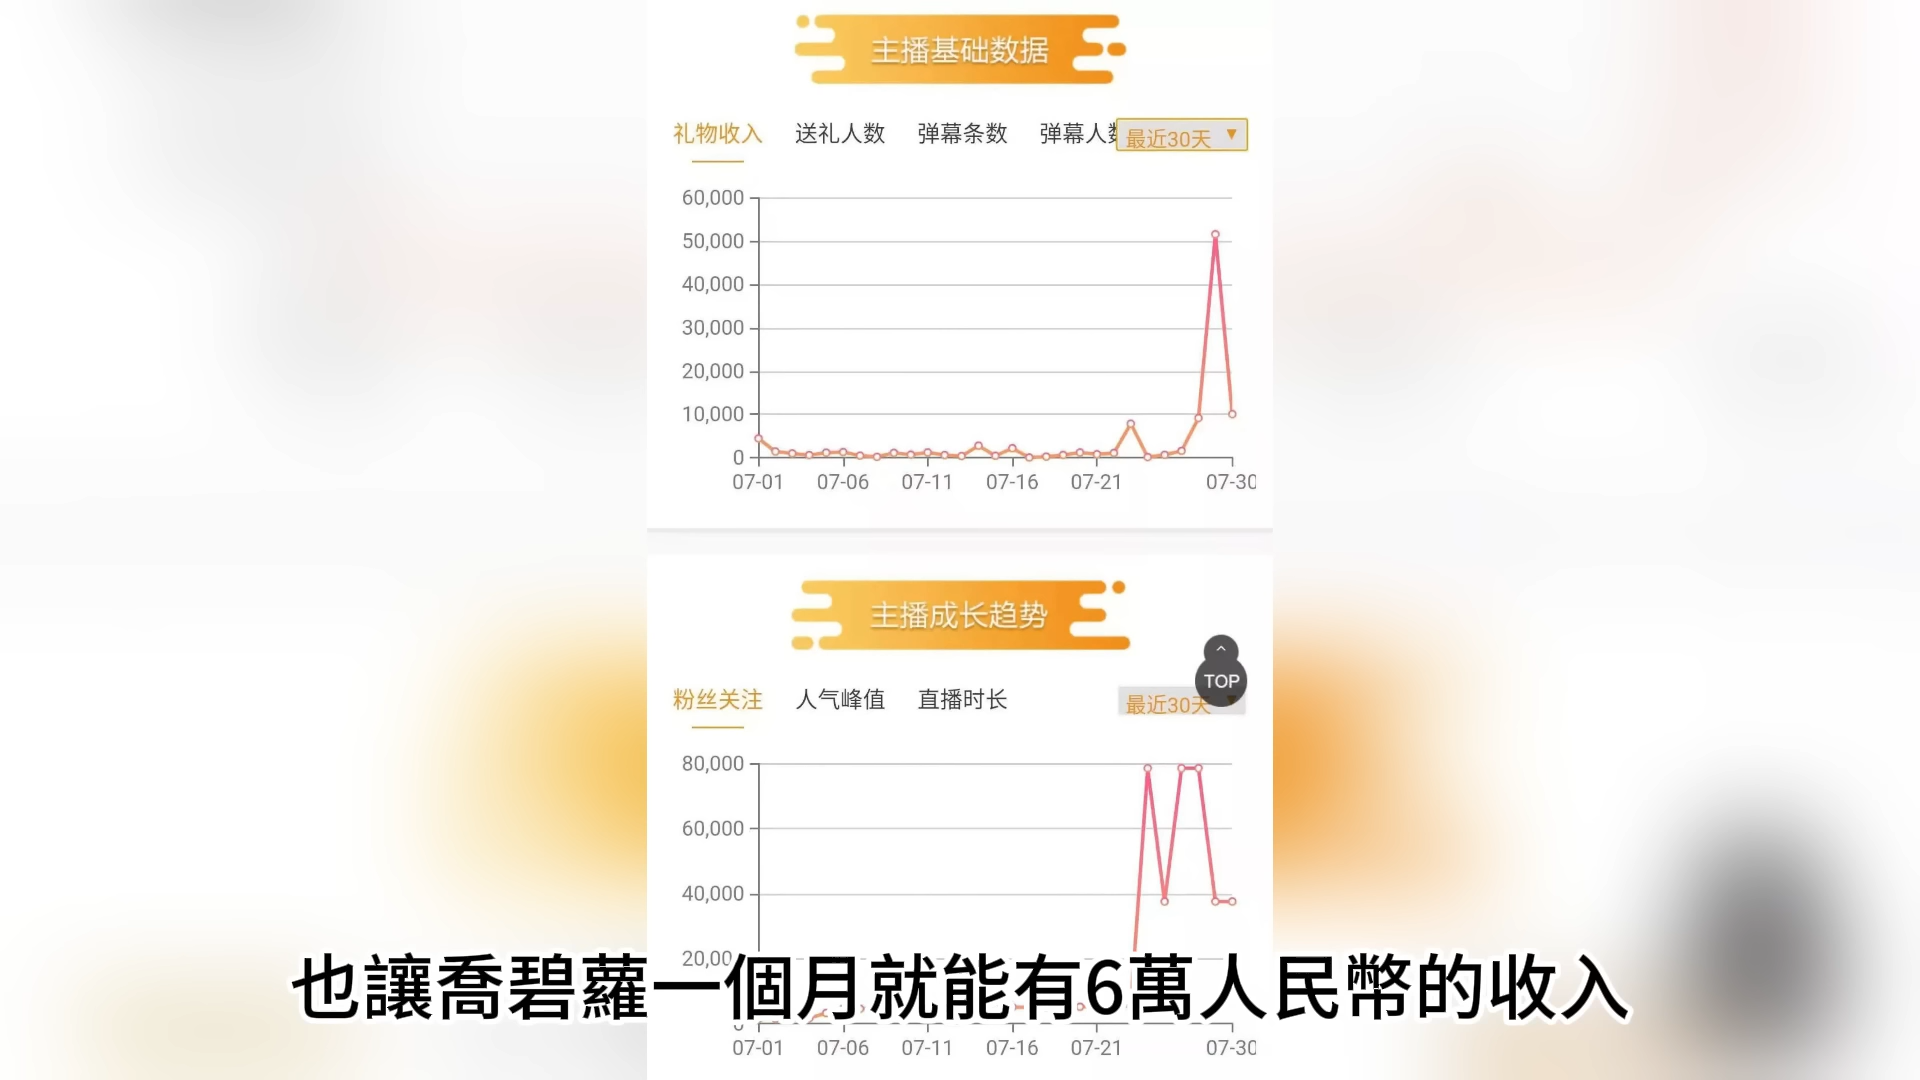 主播基础数据
礼物收入 送礼人数 弹幕条数 弹幕人数 最近30天 ▼
60,000
50,000
40,000
30,000
20,000
10,000
0
07-01 07-06 07-11 07-16 07-21 07-30
主播成长趋势
TOP
粉丝关注 人气峰值 直播时长 最近30天
80,000
60,000
40,000
20,00
也讓喬碧蘿一個月就能有6萬人民幣的收入
0
07-01 07-06 07-11 07-16 07-21 07-30